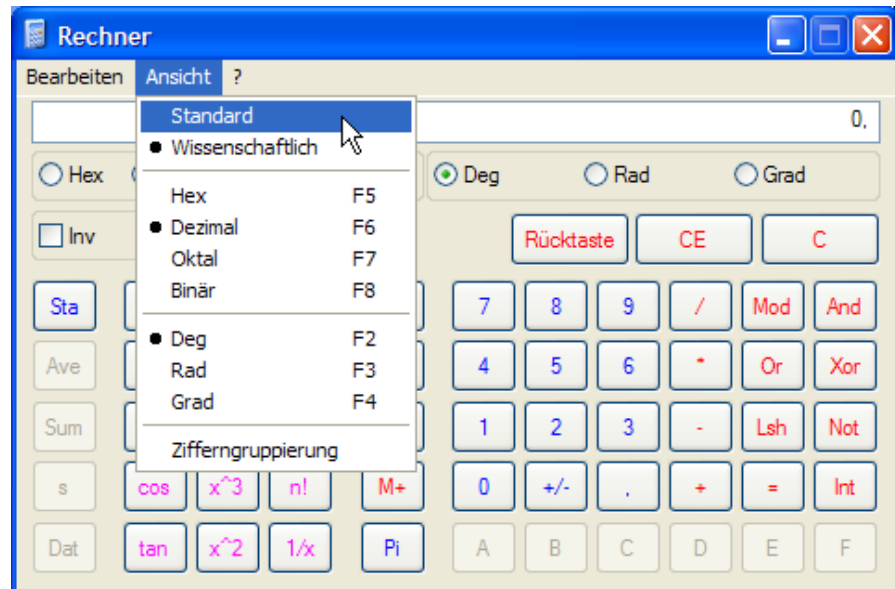 Rechner
Bearbeiten Ansicht ?
Standard 0,
Wissenschaftlich
Hex Deg Rad Grad
Hex F5
Inv Dezimal F6 Rücktaste CE C
Oktal F7
Binär F8
Sta 7 8 9 / Mod And
Deg F2
Ave Rad F3 4 5 6 * Or Xor
Grad F4
Sum 1 2 3 - Lsh Not
Zifferngruppierung
s cos x^3 n! M+ 0 +/- , + = Int
Dat tan x^2 1/x Pi A B C D E F